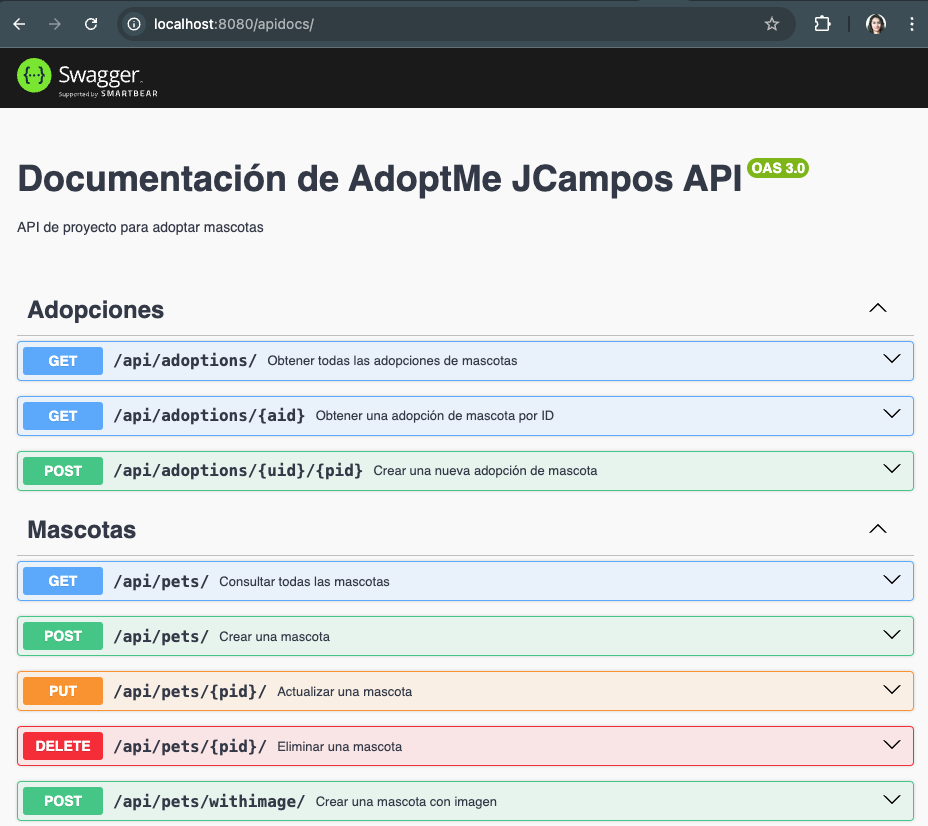 localhost:8080/apidocs/
Swagger
Supported by SMARTBEAR
Documentación de AdoptMe JCampos API OAS 3.0
API de proyecto para adoptar mascotas
Adopciones
GET /api/adoptions/ Obtener todas las adopciones de mascotas
GET /api/adoptions/{aid} Obtener una adopción de mascota por ID
POST /api/adoptions/{uid}/{pid} Crear una nueva adopción de mascota
Mascotas
GET /api/pets/ Consultar todas las mascotas
POST /api/pets/ Crear una mascota
PUT /api/pets/{pid}/ Actualizar una mascota
DELETE /api/pets/{pid}/ Eliminar una mascota
POST /api/pets/withimage/ Crear una mascota con imagen